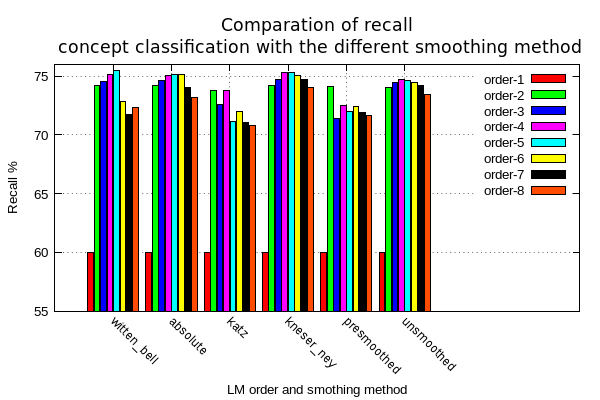 Comparation of recall
concept classification with the different smoothing method
75
70
65
60
55
Recall %
order-1
order-2
order-3
order-4
order-5
order-6
order-7
order-8
witten_bell
absolute
katz
kneser_ney
presmoothed
unsmoothed
LM order and smothing method